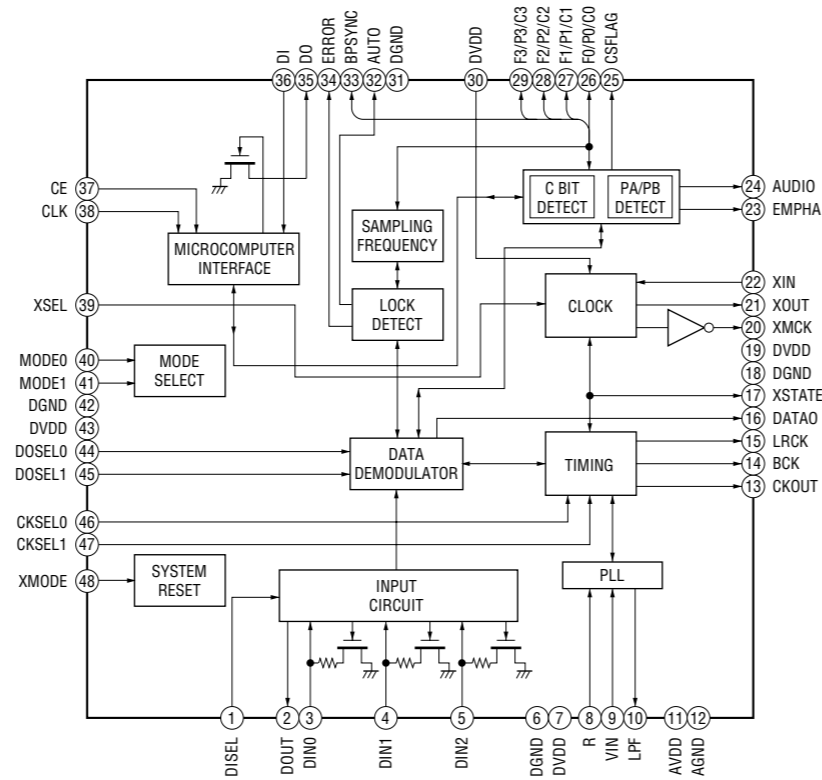 DI
DO
ERROR
BPSYNC
AUTO
DGND
DVDD
F3/P3/C3
F2/P2/C2
F1/P1/C1
F0/P0/C0
CSFLAG
36
35
34
33
32
31
30
29
28
27
26
25
CE 37
CLK 38
XSEL 39
MODE0 40
MODE1 41
DGND 42
DVDD 43
DOSEL0 44
DOSEL1 45
CKSEL0 46
CKSEL1 47
XMODE 48
MICROCOMPUTER
INTERFACE
SAMPLING
FREQUENCY
LOCK
DETECT
C BIT
DETECT
PA/PB
DETECT
CLOCK
MODE
SELECT
DATA
DEMODULATOR
TIMING
SYSTEM
RESET
INPUT
CIRCUIT
PLL
24 AUDIO
23 EMPHA
22 XIN
21 XOUT
20 XMCK
19 DVDD
18 DGND
17 XSTATE
16 DATAO
15 LRCK
14 BCK
13 CKOUT
1
2
3
4
5
6
7
8
9
10
11
12
DISEL
DOUT
DIN0
DIN1
DIN2
DGND
DVDD
R
VIN
LPF
AVDD
AGND